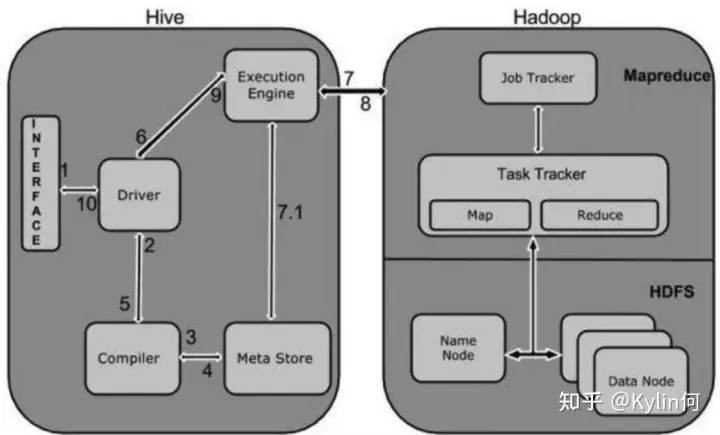 Hive
Hadoop
Execution
Engine
7
8
Job Tracker
Mapreduce
9
6
INTERFACE
1
10
Driver
2
7.1
Task Tracker
Map
Reduce
5
3
4
Compiler
Meta Store
HDFS
Name
Node
Data Node
知乎 @Kylin何